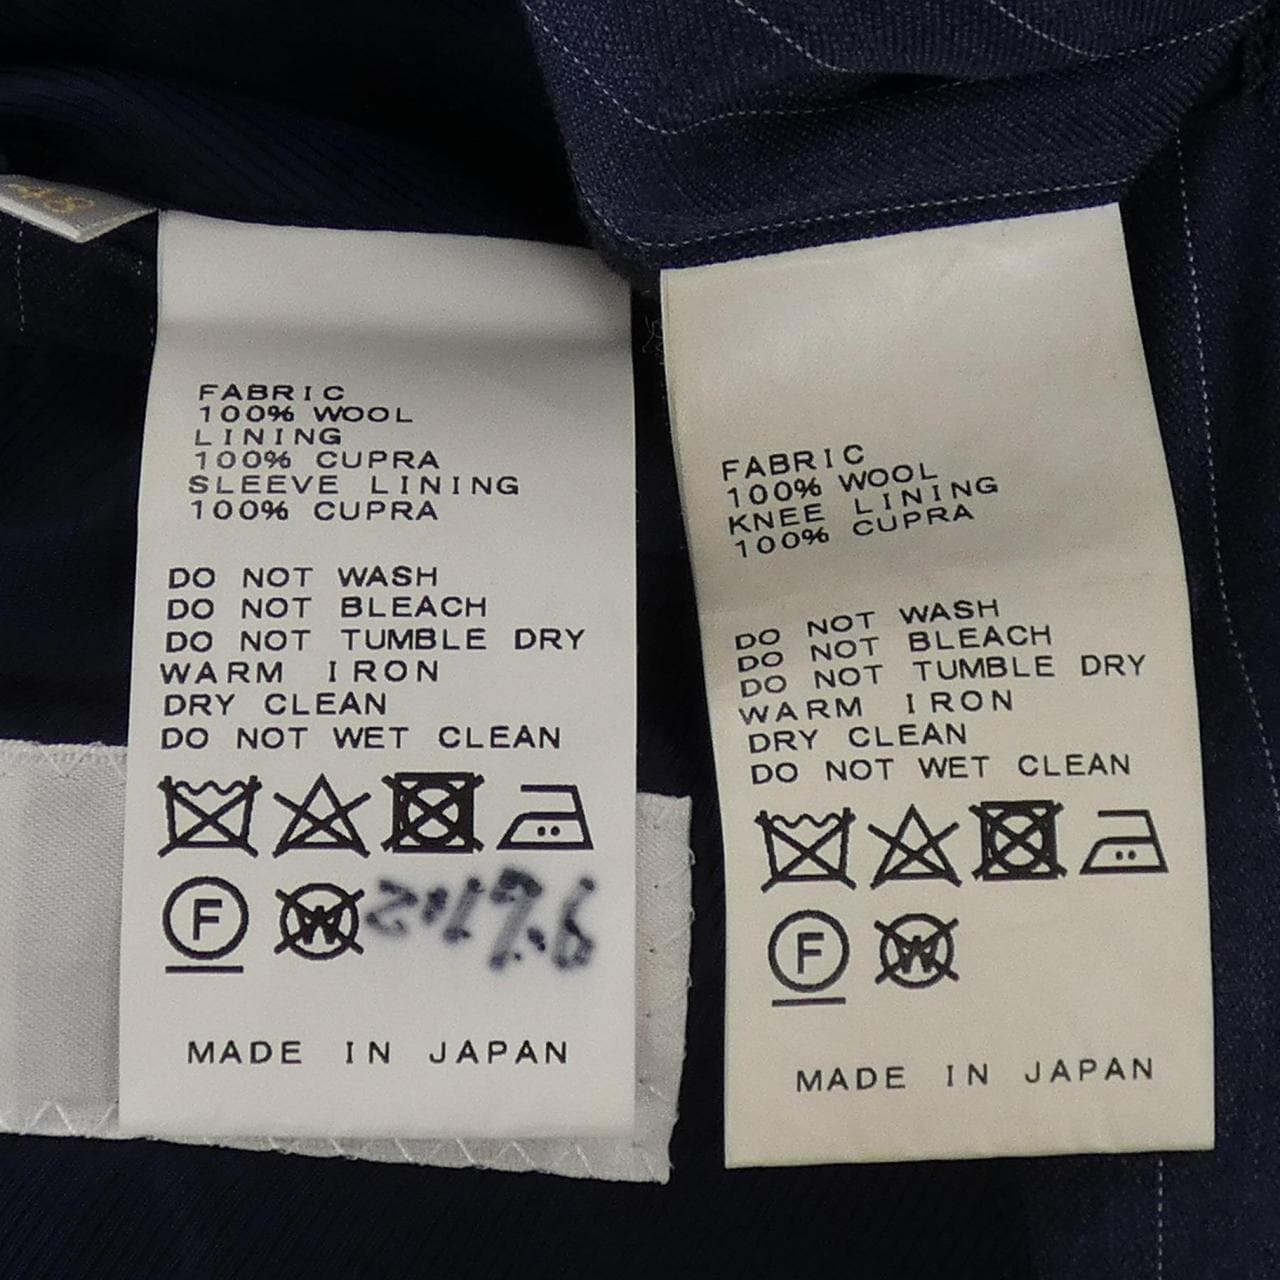 48
FABRIC
100% WOOL
LINING
100% CUPRA
SLEEVE LINING
100% CUPRA
DO NOT WASH
DO NOT BLEACH
DO NOT TUMBLE DRY
WARM IRON
DRY CLEAN
DO NOT WET CLEAN
F W
MADE IN JAPAN
FABRIC
100% WOOL
KNEE LINING
100% CUPRA
DO NOT WASH
DO NOT BLEACH
DO NOT TUMBLE DRY
WARM IRON
DRY CLEAN
DO NOT WET CLEAN
F W
MADE IN JAPAN